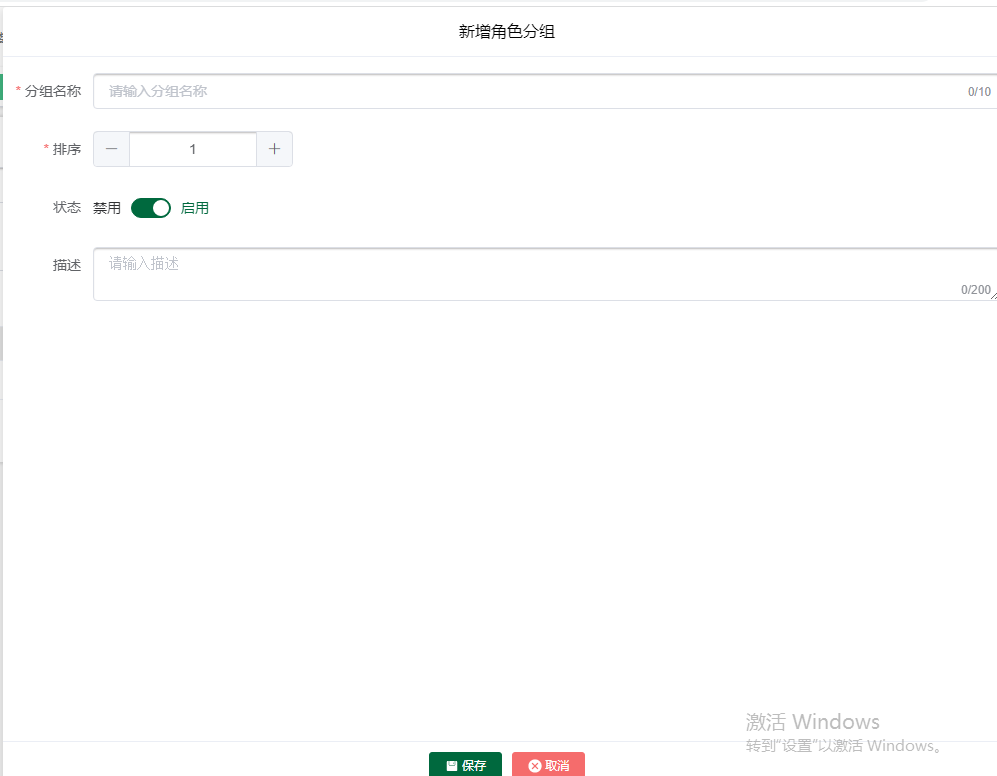 新增角色分组
* 分组名称 请输入分组名称 0/10
* 排序 1
状态 禁用 启用
描述 请输入描述
0/200
激活 Windows
转到“设置”以激活 Windows。
保存 取消